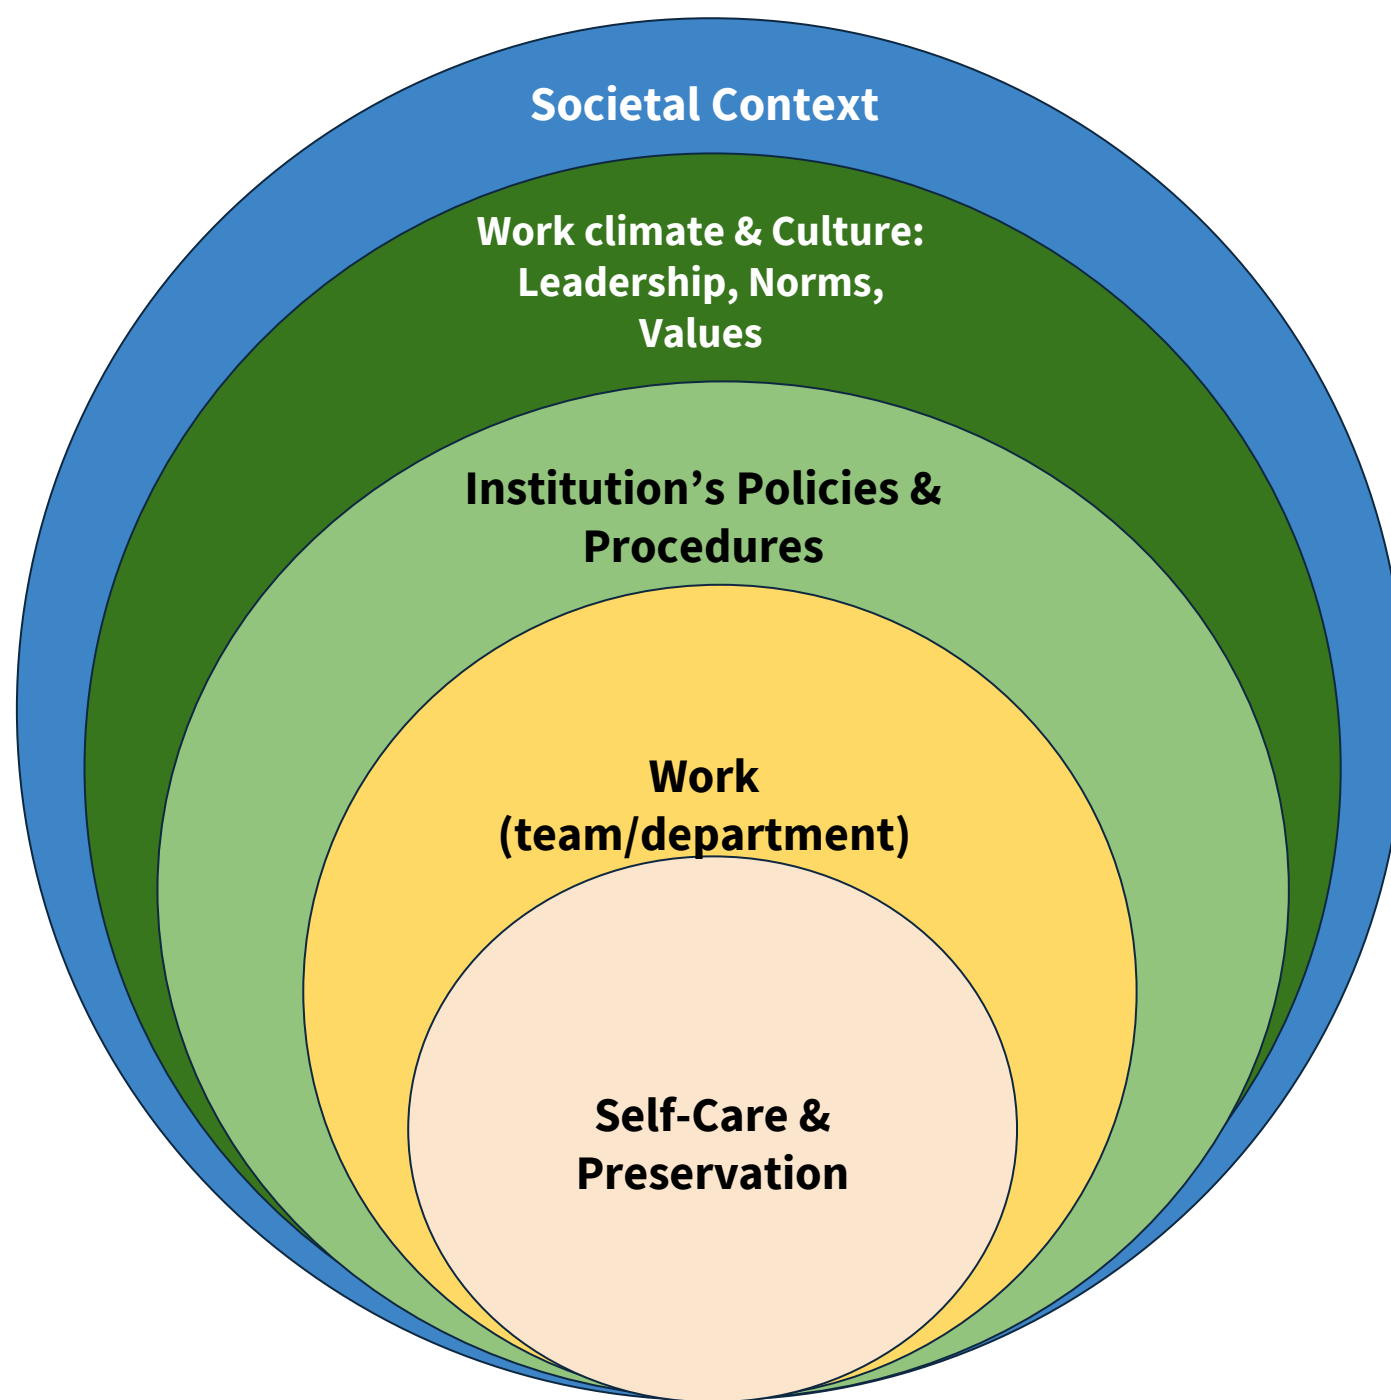 Societal Context
Work climate & Culture:
Leadership, Norms,
Values
Institution’s Policies &
Procedures
Work
(team/department)
Self-Care &
Preservation